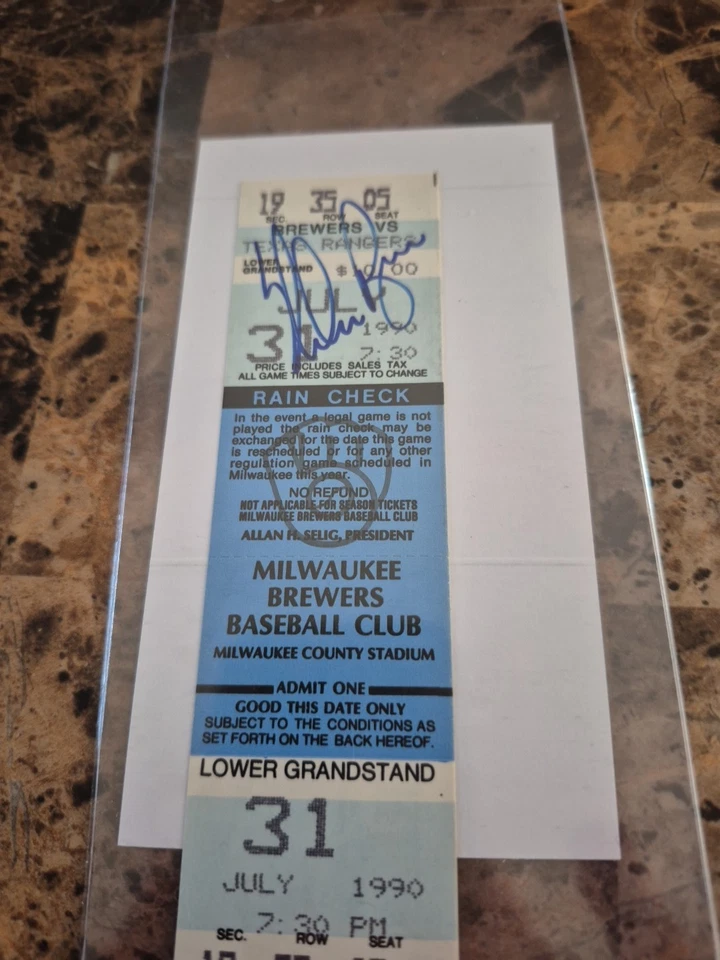 19 35 05
SEC. ROW SEAT
BREWERS VS
TEXAS RANGERS
LOWER
GRANDSTAND $10.00
JULY
31 1990
7:30
PRICE INCLUDES SALES TAX
ALL GAME TIMES SUBJECT TO CHANGE
RAIN CHECK
In the event a legal game is not
played the rain check may be
exchanged for the date this game
is rescheduled or for any other
regulation game scheduled in
Milwaukee this year.
NO REFUND
NOT APPLICABLE FOR SEASON TICKETS
MILWAUKEE BREWERS BASEBALL CLUB
ALLAN H. SELIG, PRESIDENT
MILWAUKEE
BREWERS
BASEBALL CLUB
MILWAUKEE COUNTY STADIUM
ADMIT ONE
GOOD THIS DATE ONLY
SUBJECT TO THE CONDITIONS AS
SET FORTH ON THE BACK HEREOF.
LOWER GRANDSTAND
31
JULY 1990
7:30 PM
SEC. ROW SEAT